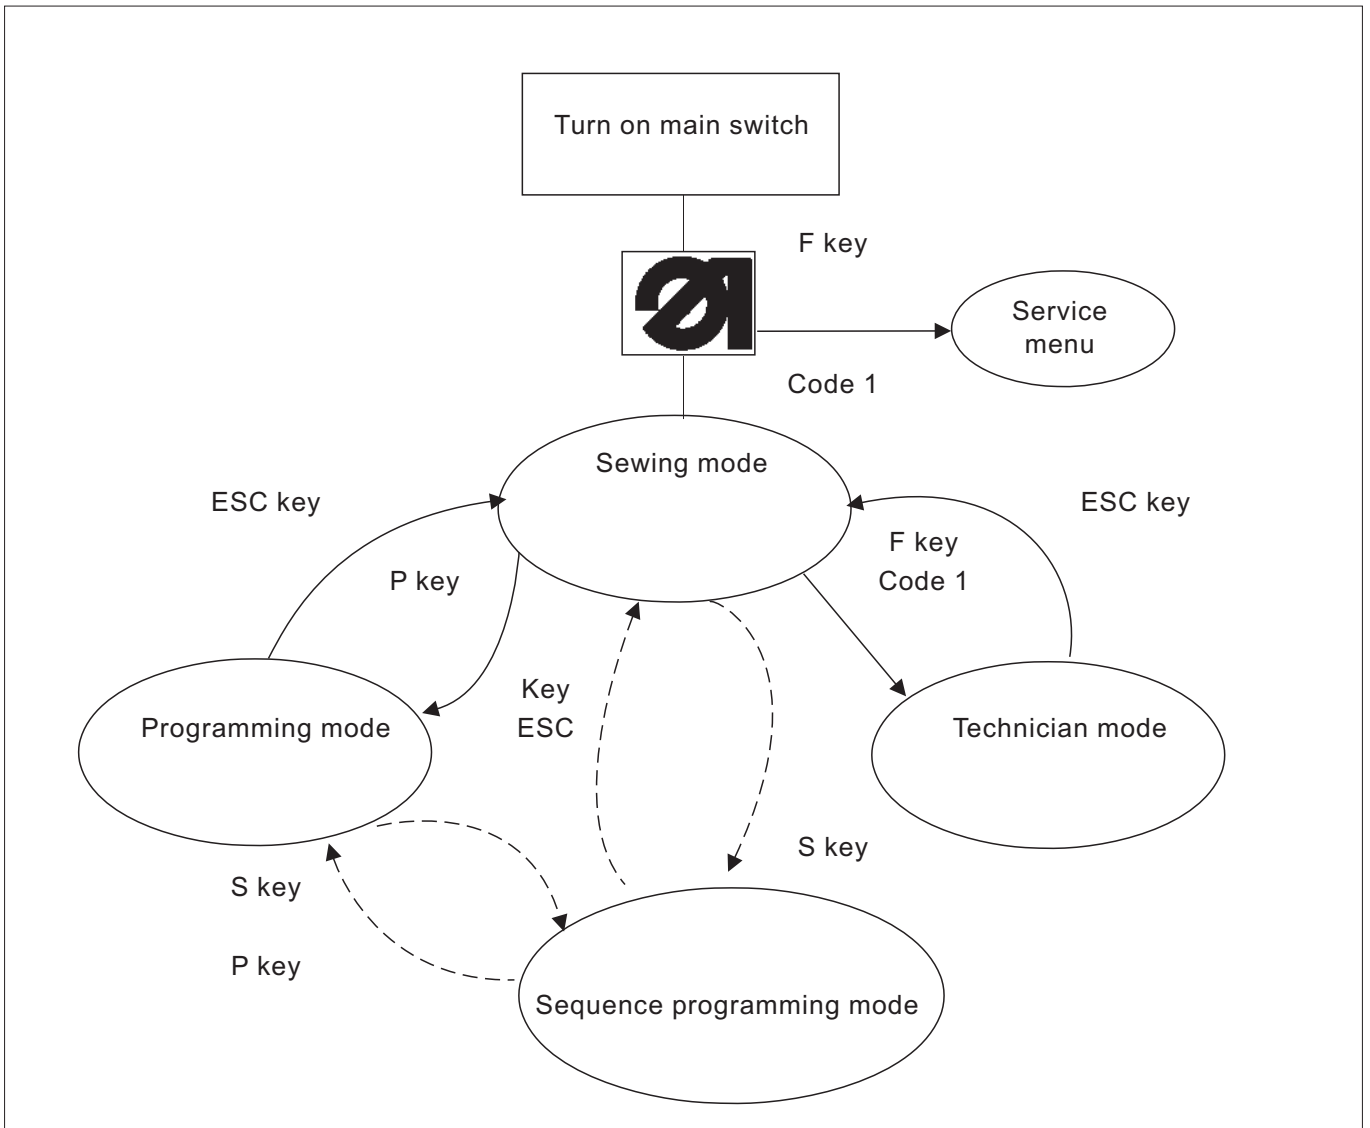 Turn on main switch
F key
Service
menu
Code 1
Sewing mode
ESC key
ESC key
F key
P key
Code 1
Key
ESC
Programming mode
Technician mode
S key
S key
P key
Sequence programming mode